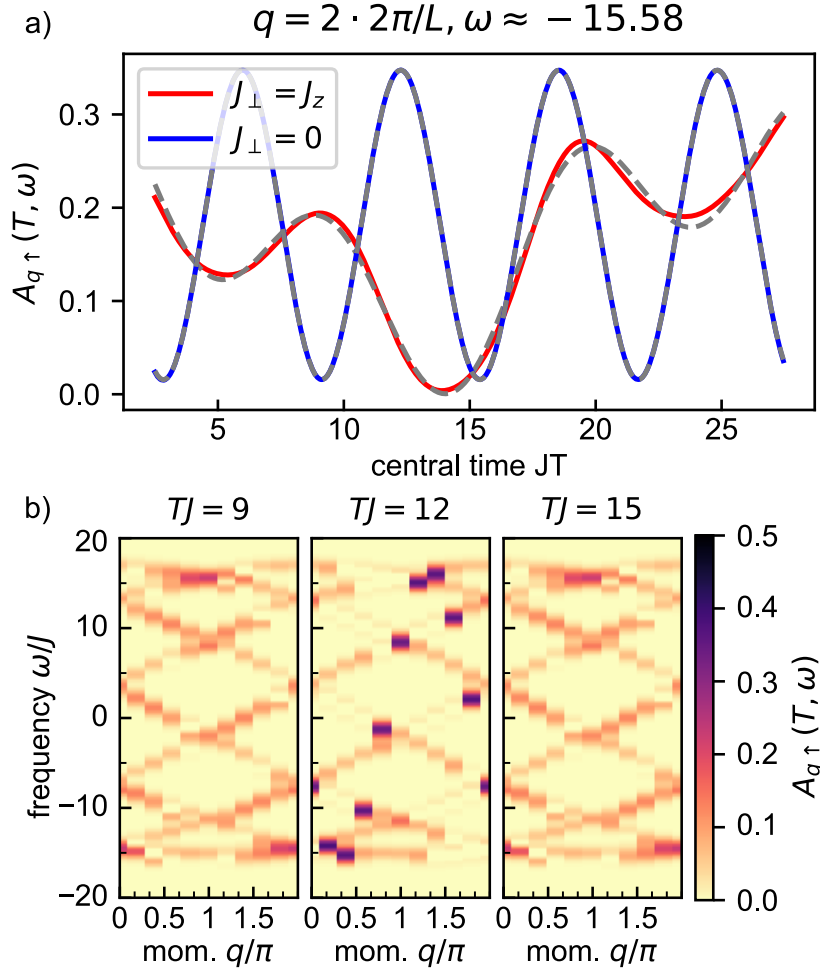 a)
q = 2 · 2π/L, ω ≈ − 15.58
J⊥ = Jz
J⊥ = 0
Aq↑(T, ω)
0.3
0.2
0.1
0.0
5 10 15 20 25
central time JT
b)
TJ = 9 TJ = 12 TJ = 15
frequency ω/J
20
10
0
−10
−20
0 0.5 1 1.5 0 0.5 1 1.5 0 0.5 1 1.5
mom. q/π mom. q/π mom. q/π
0.5
0.4
0.3
0.2
0.1
0.0
Aq↑(T, ω)